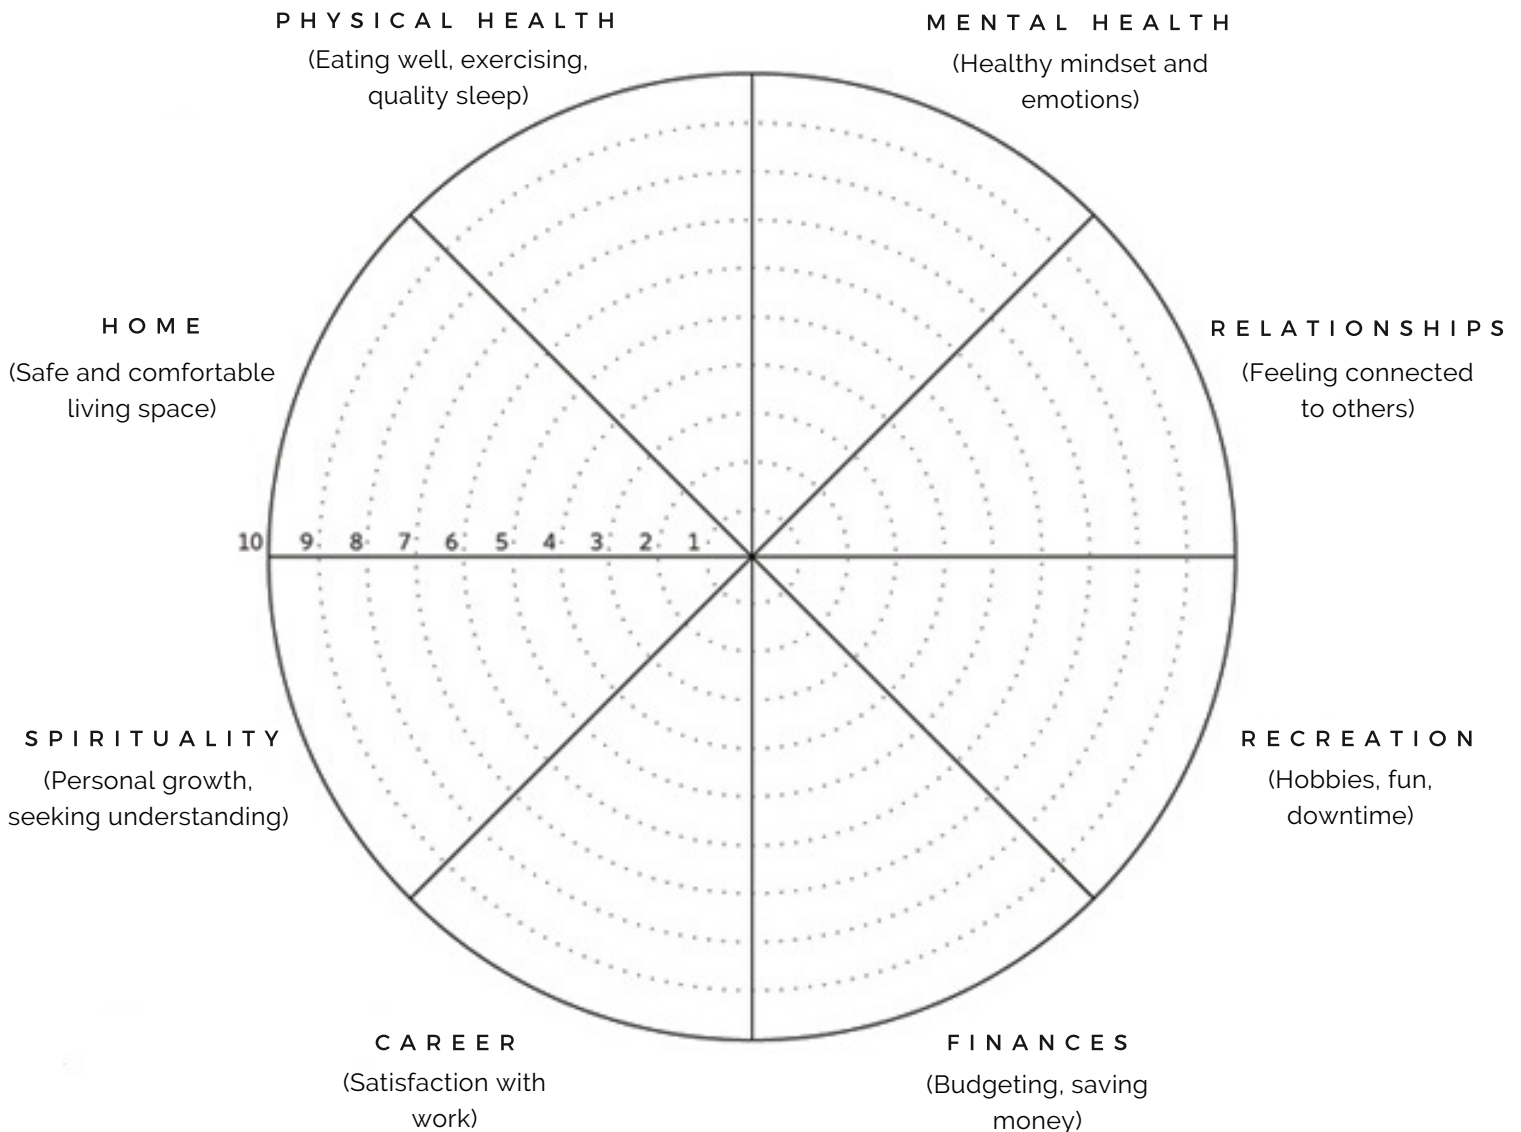 PHYSICAL HEALTH
(Eating well, exercising,
quality sleep)
MENTAL HEALTH
(Healthy mindset and
emotions)
HOME
(Safe and comfortable
living space)
RELATIONSHIPS
(Feeling connected
to others)
10 9 8 7 6 5 4 3 2 1
SPIRITUALITY
(Personal growth,
seeking understanding)
RECREATION
(Hobbies, fun,
downtime)
CAREER
(Satisfaction with
work)
FINANCES
(Budgeting, saving
money)